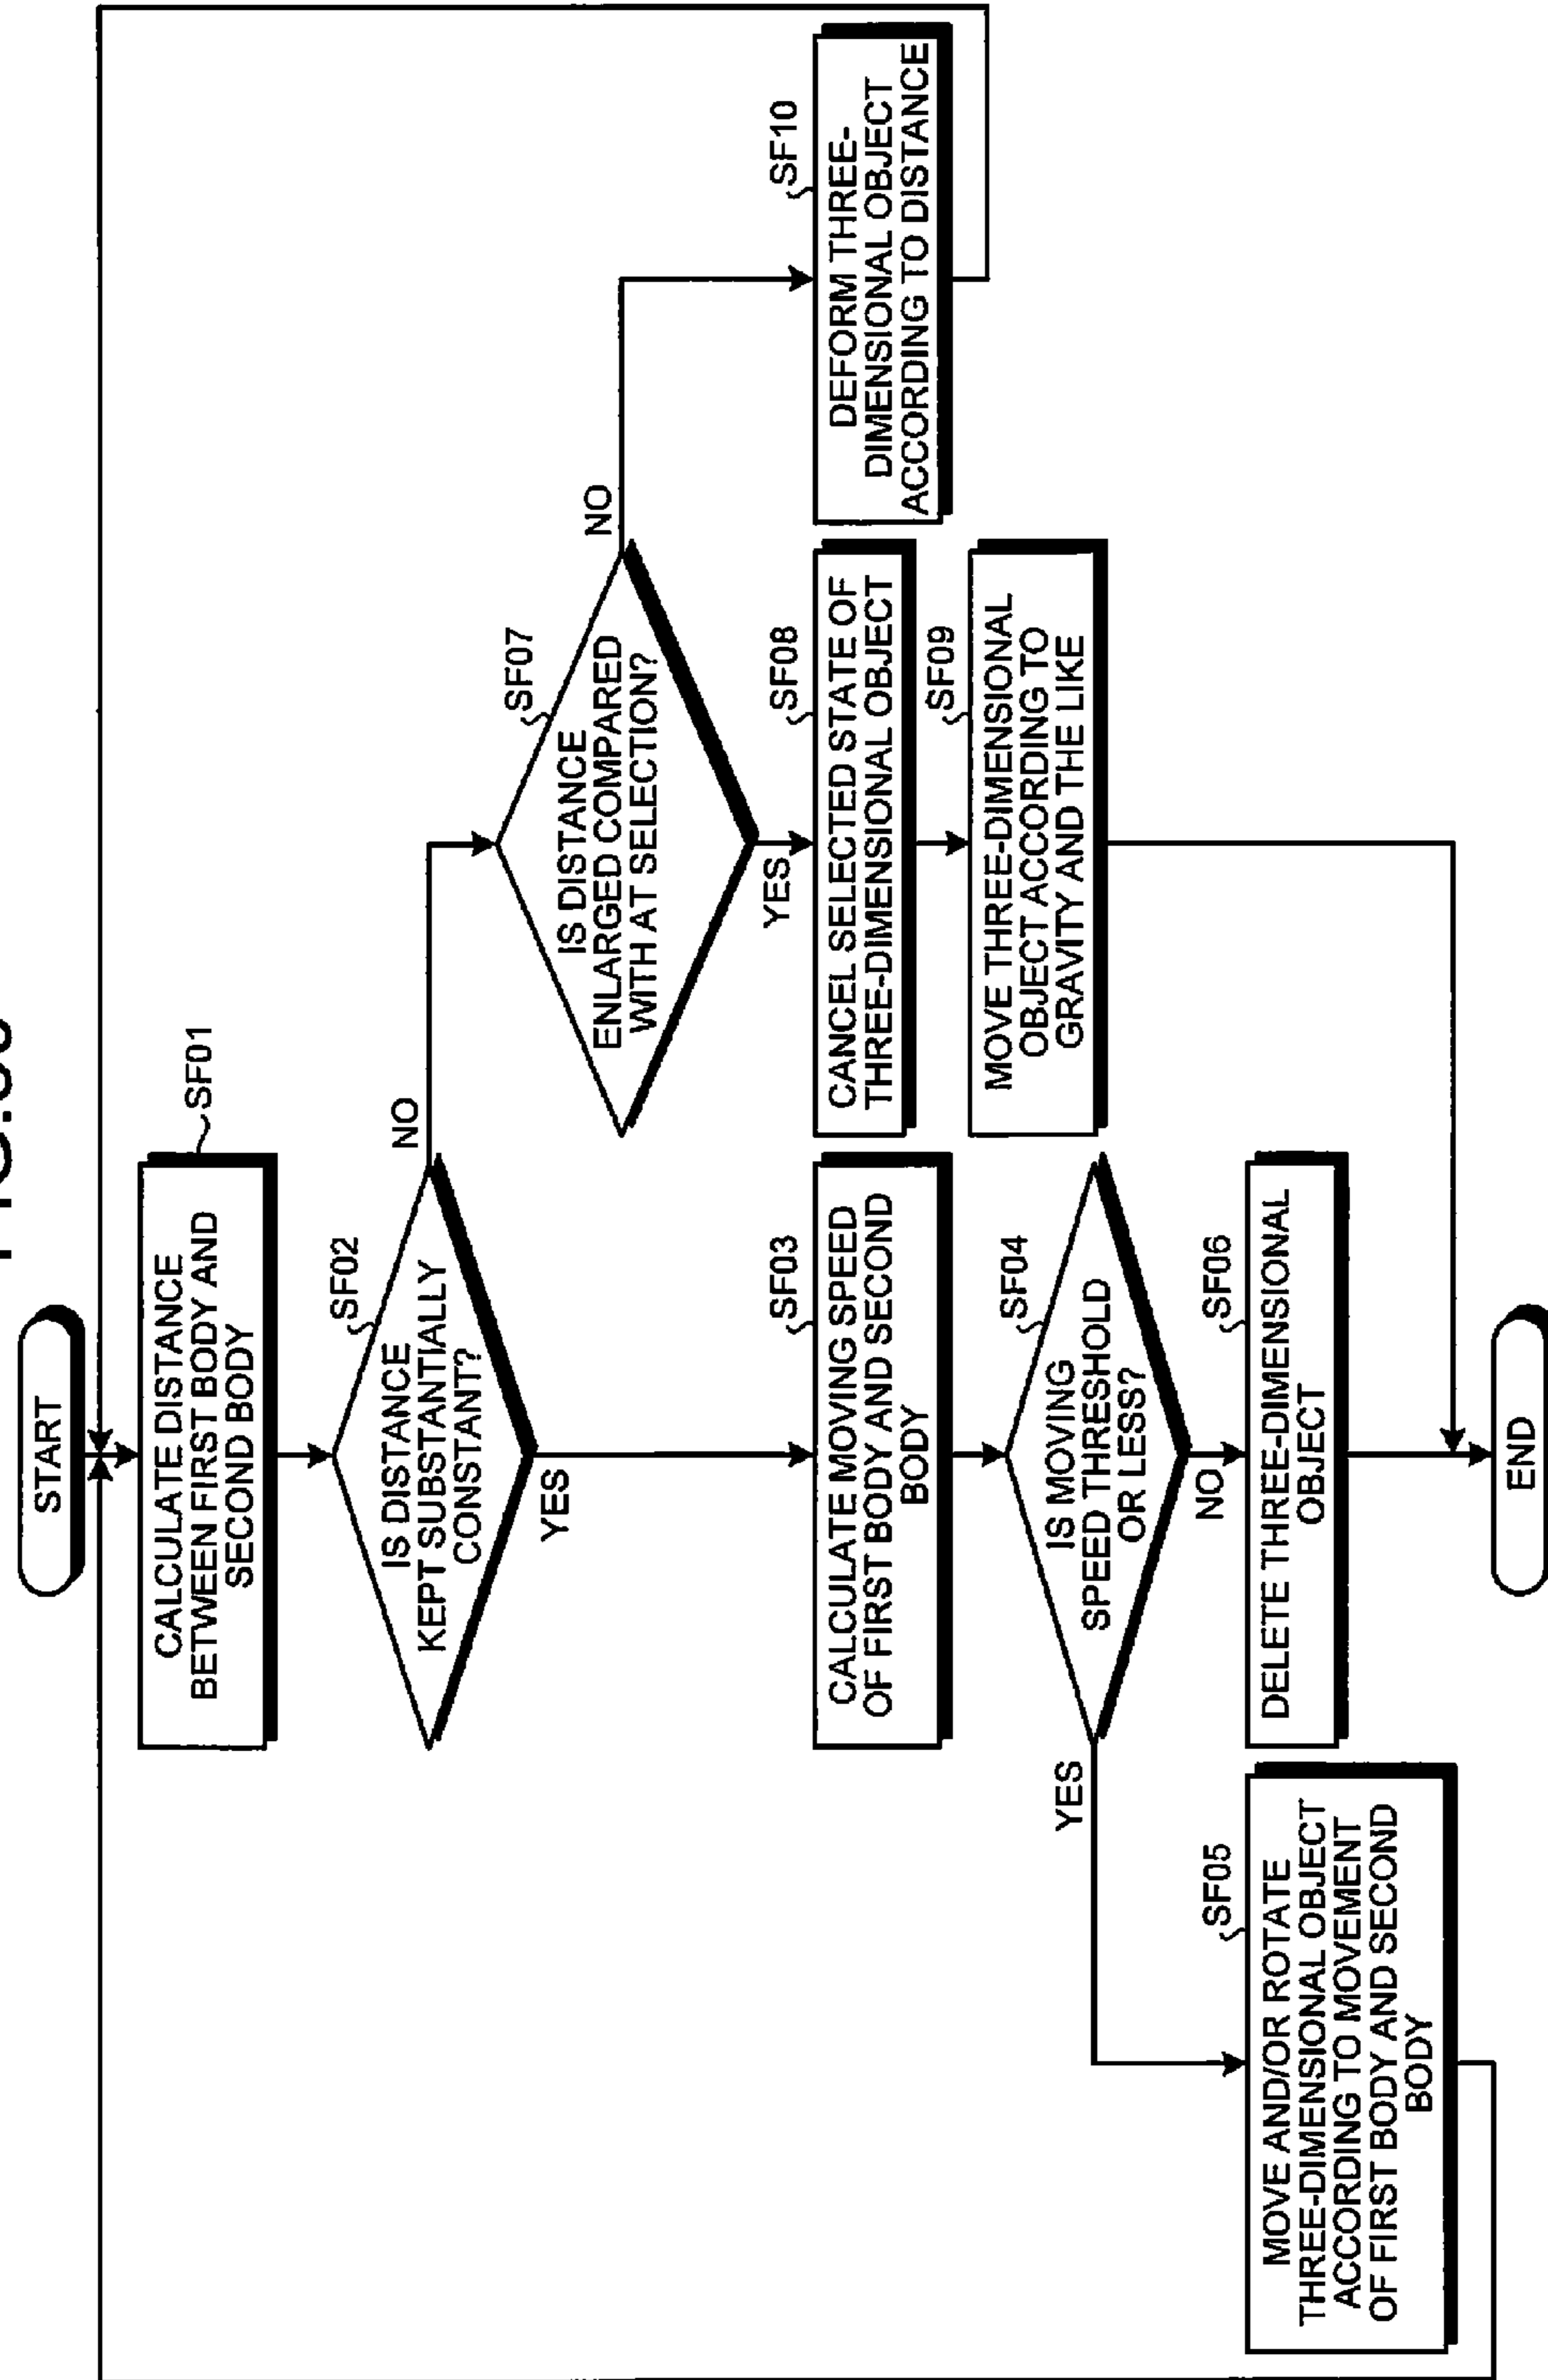 START
CALCULATE DISTANCE
BETWEEN FIRST BODY AND
SECOND BODY
SF01
IS DISTANCE
KEPT SUBSTANTIALLY
CONSTANT?
SF02
NO
YES
CALCULATE MOVING SPEED
OF FIRST BODY AND SECOND
BODY
SF03
IS MOVING
SPEED THRESHOLD
OR LESS?
SF04
YES
NO
MOVE AND/OR ROTATE
THREE-DIMENSIONAL OBJECT
ACCORDING TO MOVEMENT
OF FIRST BODY AND SECOND
BODY
SF05
DELETE THREE-DIMENSIONAL
OBJECT
SF06
IS DISTANCE
ENLARGED COMPARED
WITH AT SELECTION?
SF07
NO
YES
CANCEL SELECTED STATE OF
THREE-DIMENSIONAL OBJECT
SF08
MOVE THREE-DIMENSIONAL
OBJECT ACCORDING TO
GRAVITY AND THE LIKE
SF09
DEFORM THREE-
DIMENSIONAL OBJECT
ACCORDING TO DISTANCE
SF10
END